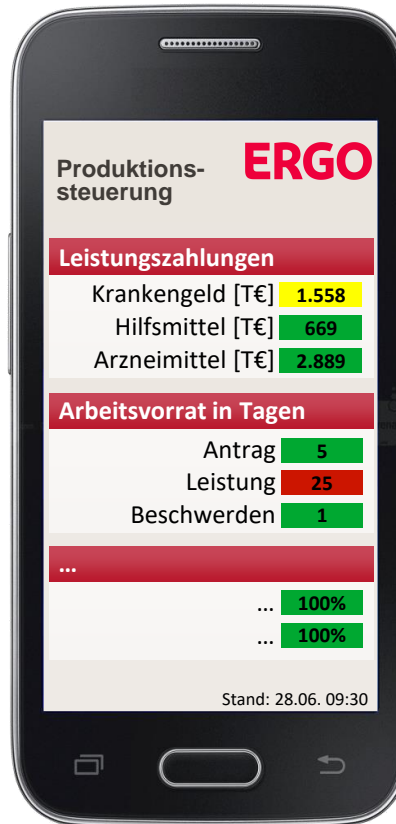 Produktions-
steuerung
ERGO
Leistungszahlungen
Krankengeld [T€] 1.558
Hilfsmittel [T€] 669
Arzneimittel [T€] 2.889
Arbeitsvorrat in Tagen
Antrag 5
Leistung 25
Beschwerden 1
...
... 100%
... 100%
Stand: 28.06. 09:30